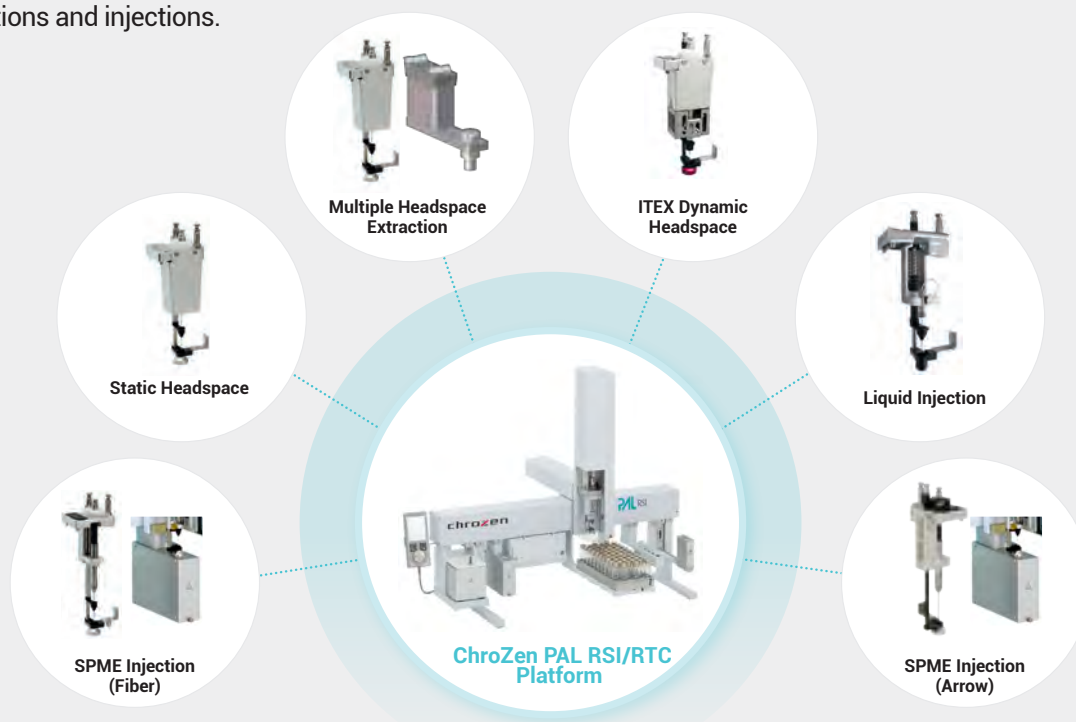 tions and injections.
Multiple Headspace
Extraction
ITEX Dynamic
Headspace
Static Headspace
Liquid Injection
chrozen
PAL RSI
SPME Injection
(Fiber)
ChroZen PAL RSI/RTC
Platform
SPME Injection
(Arrow)